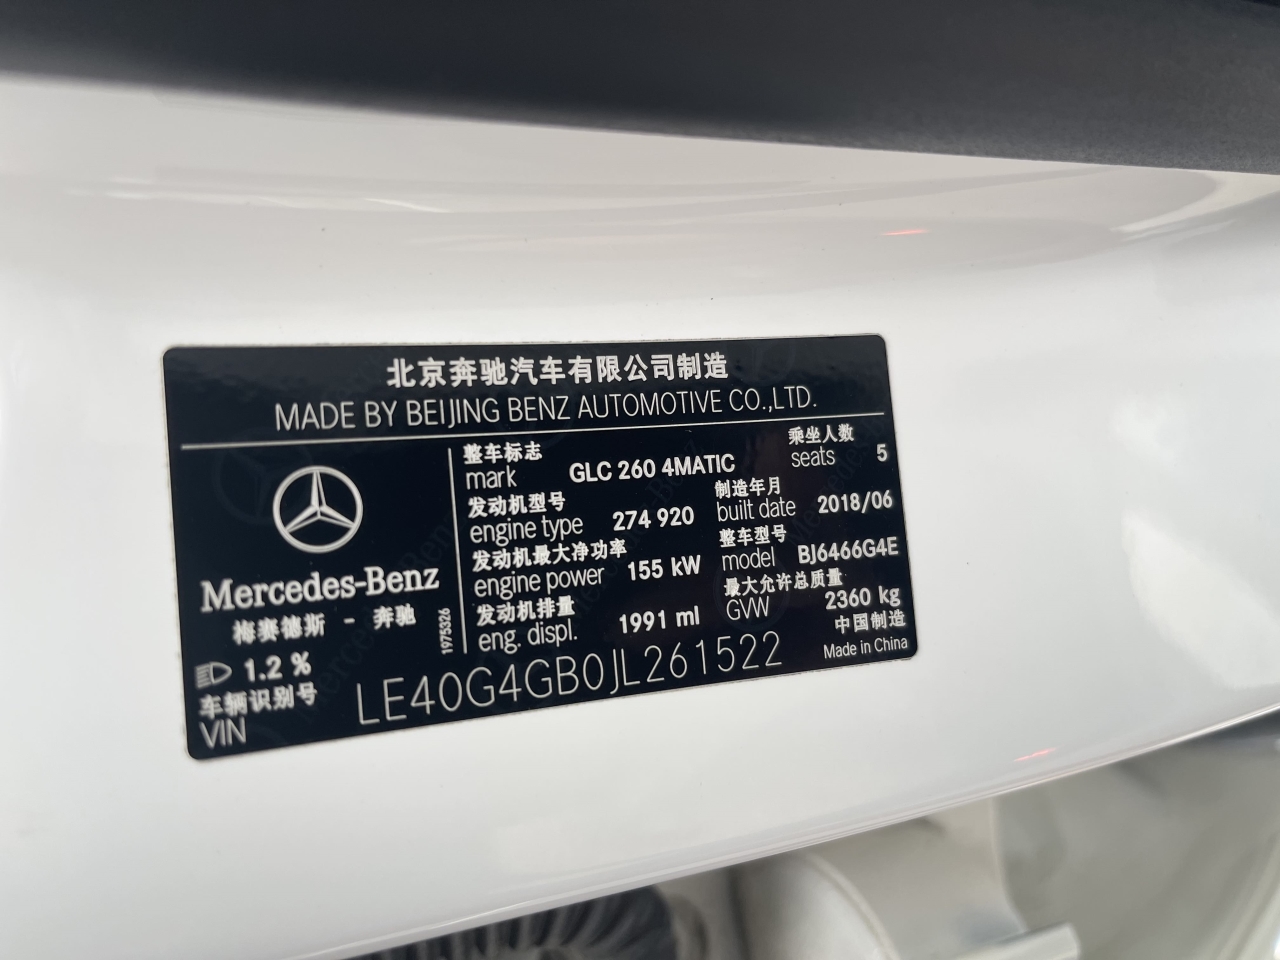 北京奔驰汽车有限公司制造
MADE BY BEIJING BENZ AUTOMOTIVE CO.,LTD.
Mercedes-Benz
梅赛德斯 - 奔驰
1.2 %
1975326
整车标志
mark GLC 260 4MATIC
乘坐人数
seats 5
发动机型号
engine type 274 920
制造年月
built date 2018/06
发动机最大净功率
engine power 155 kW
整车型号
model BJ6466G4E
发动机排量
eng. displ. 1991 ml
最大允许总质量
GVW 2360 kg
中国制造
Made in China
车辆识别号
VIN LE40G4GB0JL261522